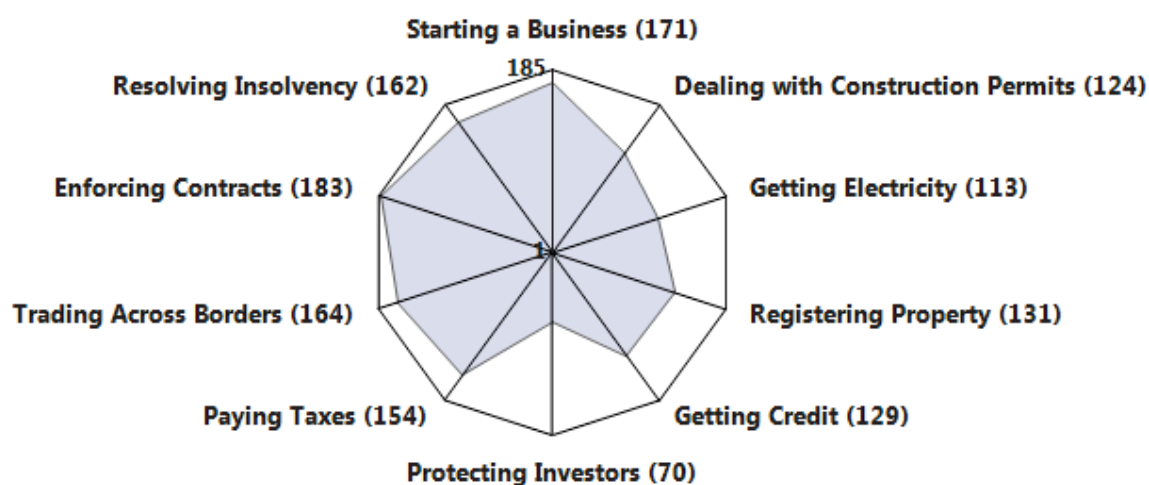 Starting a Business (171)
185
Resolving Insolvency (162)
Dealing with Construction Permits (124)
Enforcing Contracts (183)
Getting Electricity (113)
1
Trading Across Borders (164)
Registering Property (131)
Paying Taxes (154)
Getting Credit (129)
Protecting Investors (70)